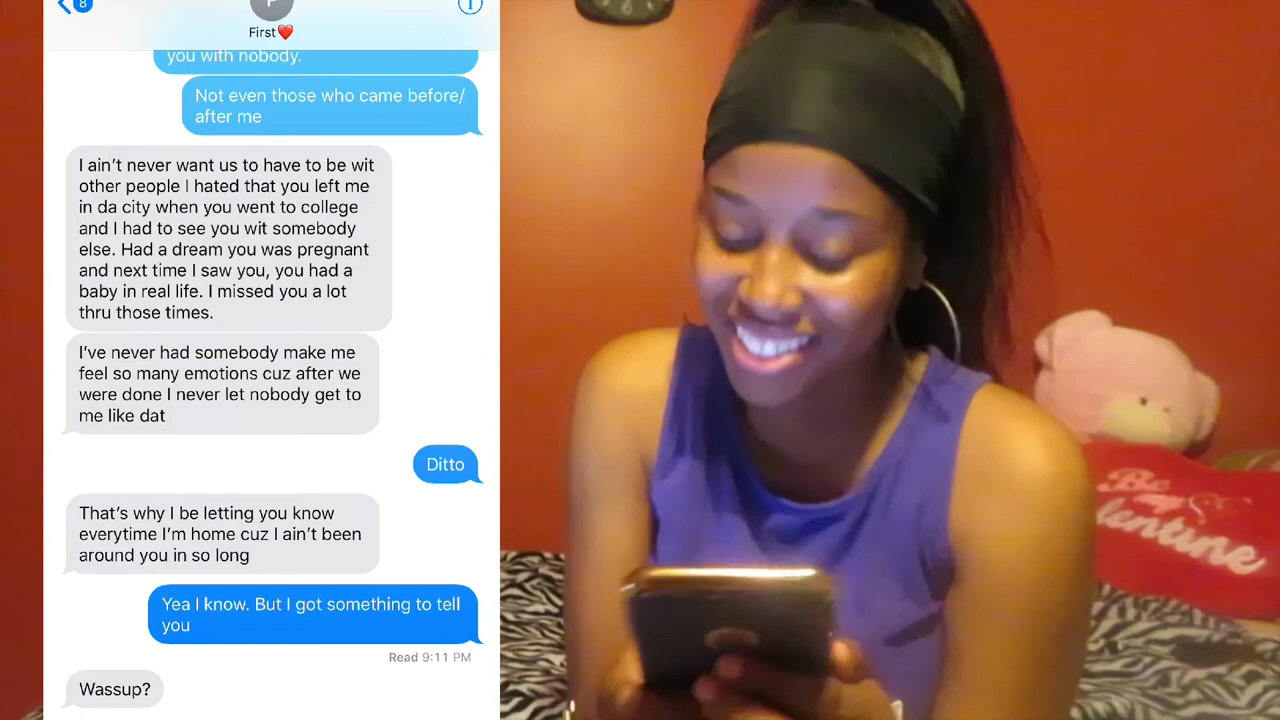 8
First❤️
you with nobody.
Not even those who came before/
after me
I ain’t never want us to have to be wit
other people I hated that you left me
in da city when you went to college
and I had to see you wit somebody
else. Had a dream you was pregnant
and next time I saw you, you had a
baby in real life. I missed you a lot
thru those times.
I’ve never had somebody make me
feel so many emotions cuz after we
were done I never let nobody get to
me like dat
Ditto
That’s why I be letting you know
everytime I’m home cuz I ain’t been
around you in so long
Yea I know. But I got something to tell
you
Read 9:11 PM
Wassup?
Be
my
lentine